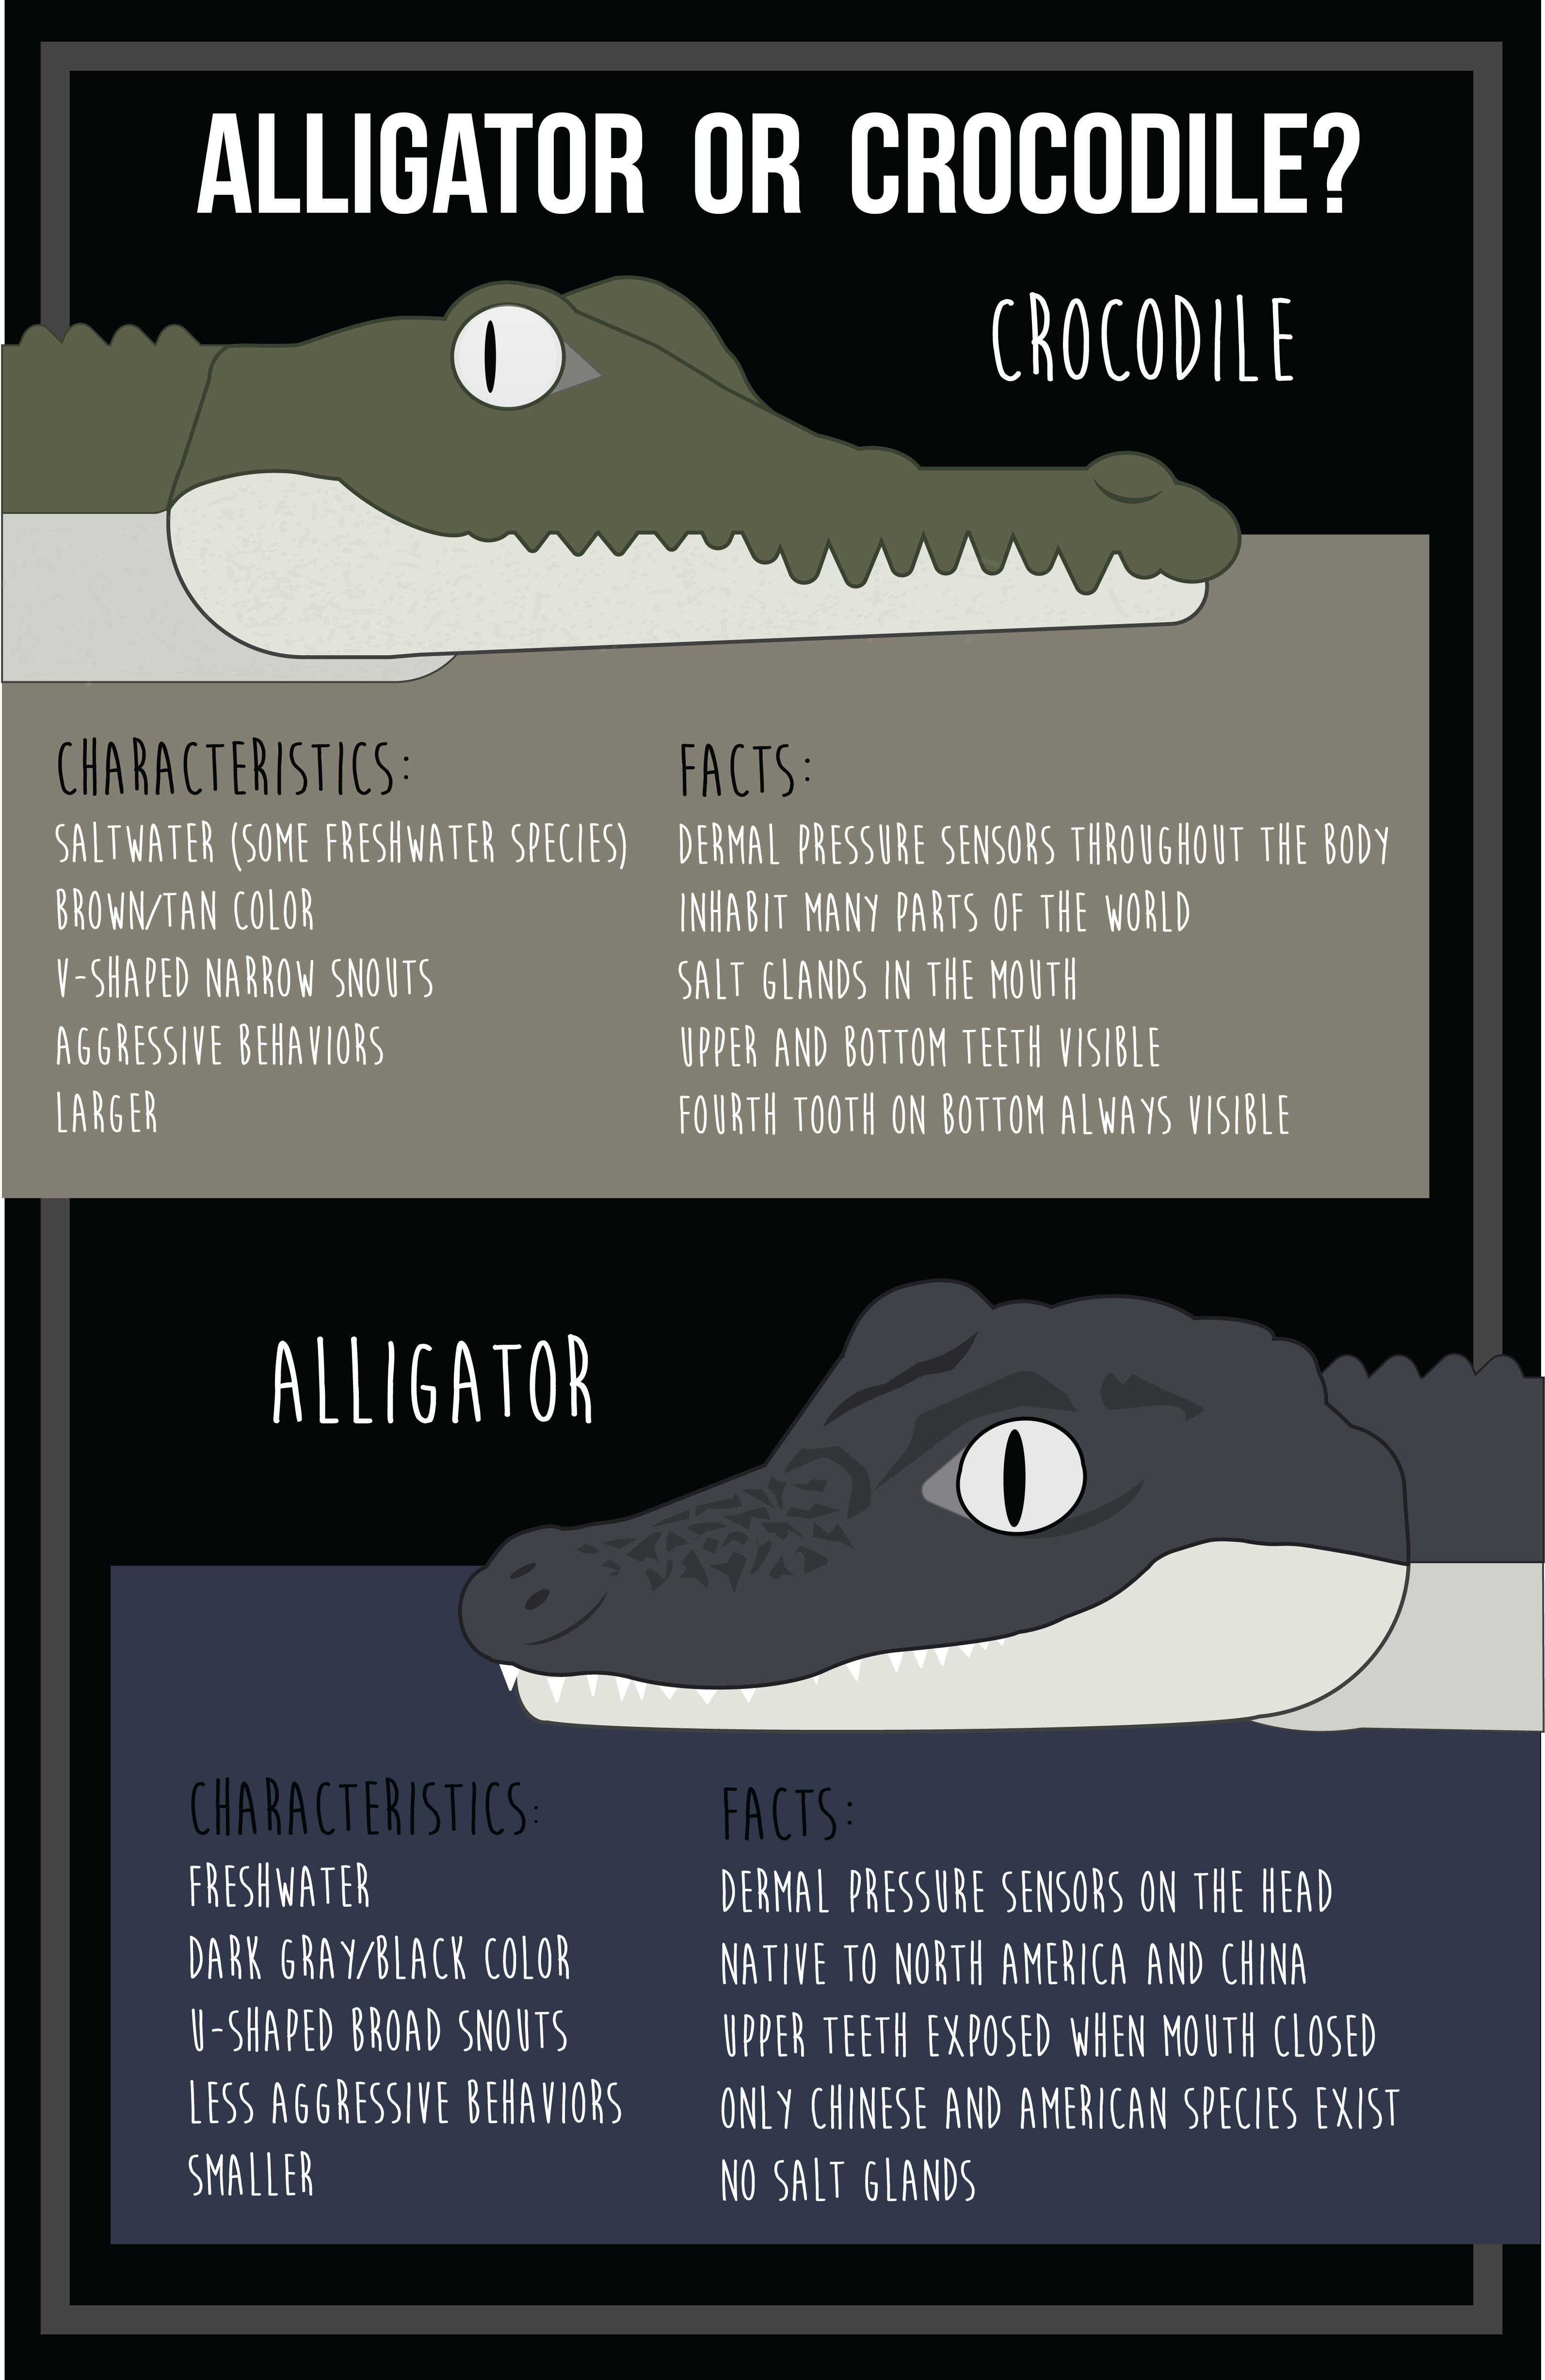 ALLIGATOR OR CROCODILE?
CROCODILE
CHARACTERISTICS:
SALTWATER (SOME FRESHWATER SPECIES)
BROWN/TAN COLOR
V-SHAPED NARROW SNOUTS
AGGRESSIVE BEHAVIORS
LARGER
FACTS:
DERMAL PRESSURE SENSORS THROUGHOUT THE BODY
INHABIT MANY PARTS OF THE WORLD
SALT GLANDS IN THE MOUTH
UPPER AND BOTTOM TEETH VISIBLE
FOURTH TOOTH ON BOTTOM ALWAYS VISIBLE
ALLIGATOR
CHARACTERISTICS:
FRESHWATER
DARK GRAY/BLACK COLOR
U-SHAPED BROAD SNOUTS
LESS AGGRESSIVE BEHAVIORS
SMALLER
FACTS:
DERMAL PRESSURE SENSORS ON THE HEAD
NATIVE TO NORTH AMERICA AND CHINA
UPPER TEETH EXPOSED WHEN MOUTH CLOSED
ONLY CHINESE AND AMERICAN SPECIES EXIST
NO SALT GLANDS